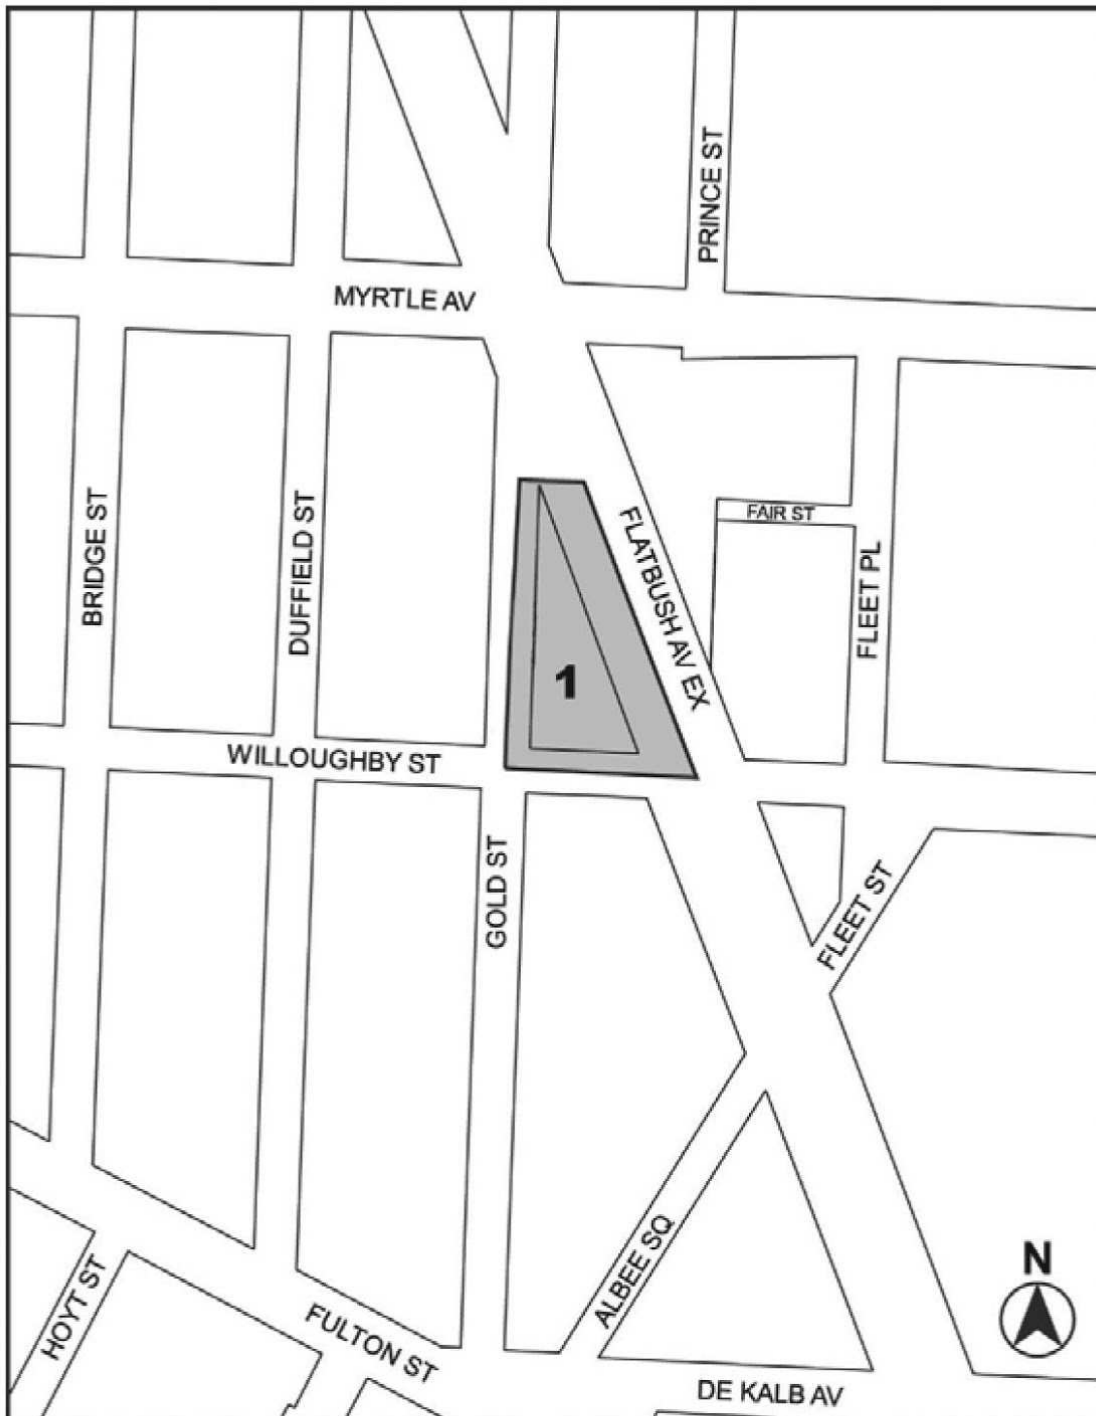 PRINCE ST
MYRTLE AV
BRIDGE ST
DUFFIELD ST
FLATBUSH AV EX
FAIR ST
FLEET PL
1
WILLOUGHBY ST
GOLD ST
FLEET ST
ALBEE SQ
N
HOYT ST
FULTON ST
DE KALB AV